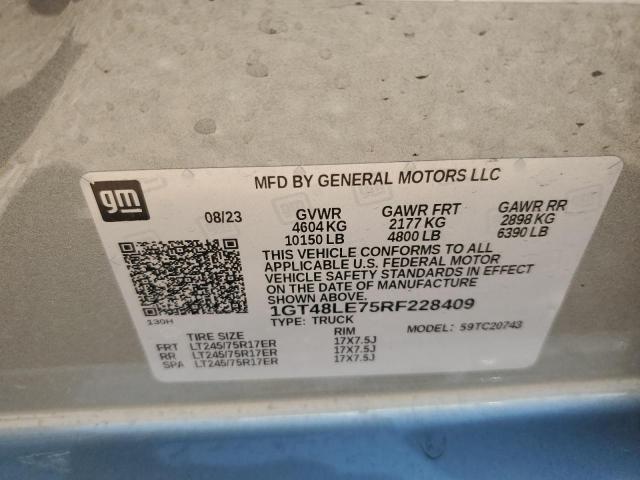 gm
MFD BY GENERAL MOTORS LLC
08/23 GVWR GAWR FRT GAWR RR
4604 KG 2177 KG 2898 KG
10150 LB 4800 LB 6390 LB
THIS VEHICLE CONFORMS TO ALL
APPLICABLE U.S. FEDERAL MOTOR
VEHICLE SAFETY STANDARDS IN EFFECT
ON THE DATE OF MANUFACTURE
SHOWN ABOVE.
1GT48LE75RF228409
130H
TYPE: TRUCK MODEL: 59TC20743
TIRE SIZE RIM
FRT LT245/75R17ER 17X7.5J
RR LT245/75R17ER 17X7.5J
SPA LT245/75R17ER 17X7.5J